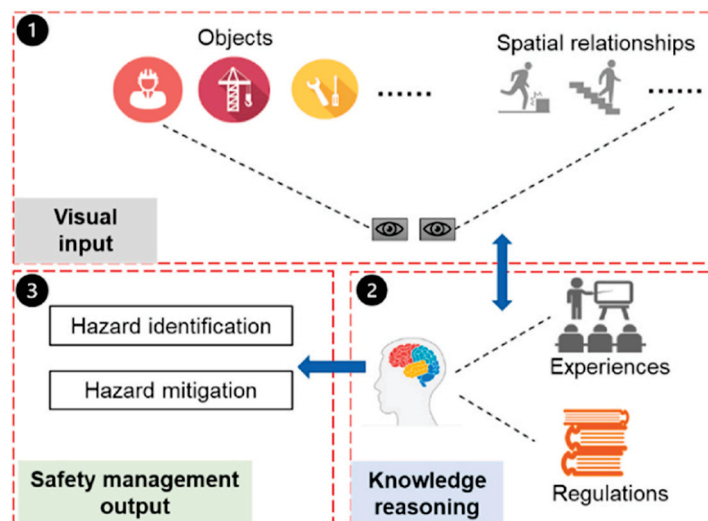 1
Objects
Spatial relationships
......
......
Visual
input
3
2
Hazard identification
Hazard mitigation
Experiences
Regulations
Safety management
output
Knowledge
reasoning